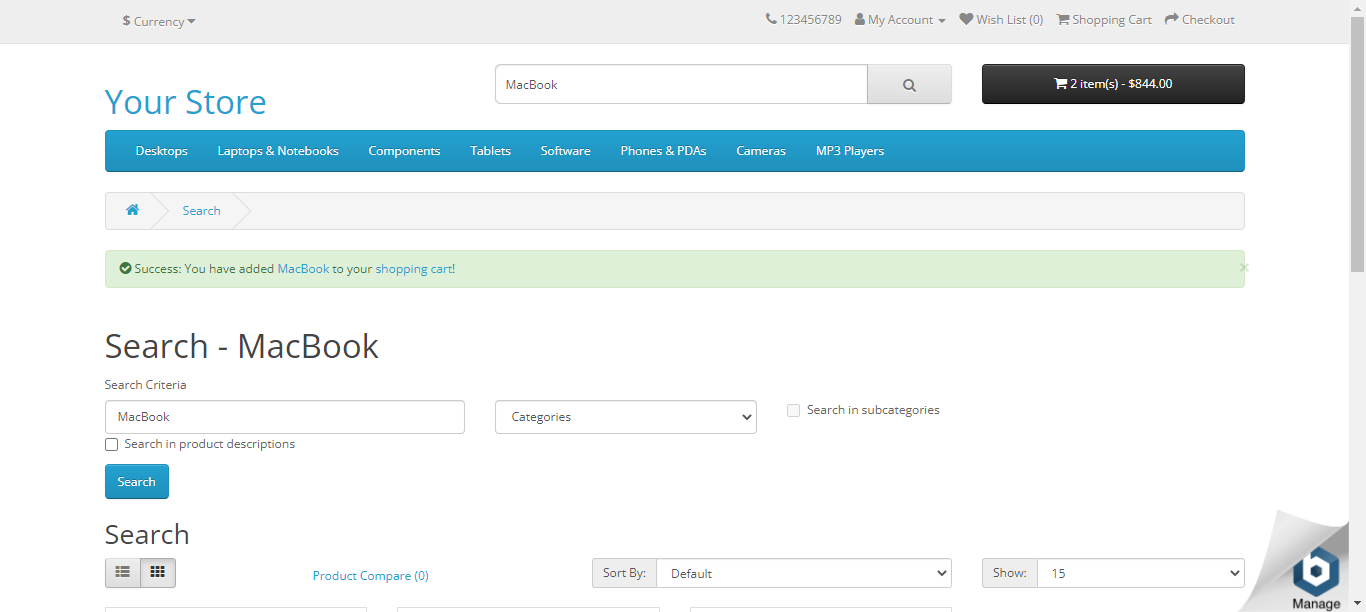 $ Currency
123456789 My Account Wish List (0) Shopping Cart Checkout
Your Store
MacBook
2 item(s) - $844.00
Desktops Laptops & Notebooks Components Tablets Software Phones & PDAs Cameras MP3 Players
Search
Success: You have added MacBook to your shopping cart!
×
Search - MacBook
Search Criteria
MacBook
Categories
Search in subcategories
Search in product descriptions
Search
Search
Product Compare (0)
Sort By: Default
Show: 15
Manage